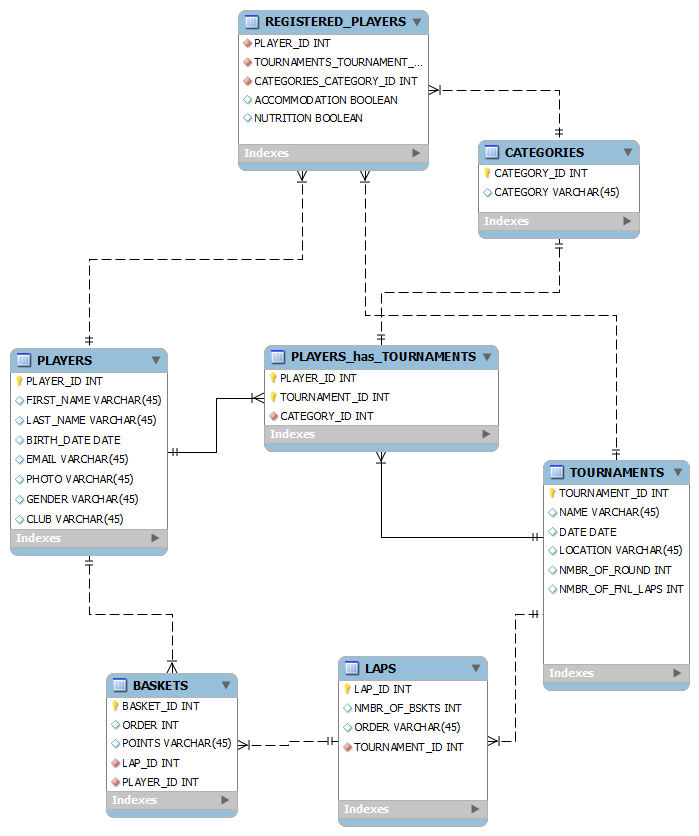 REGISTERED_PLAYERS
PLAYER_ID INT
TOURNAMENTS_TOURNAMENT_...
CATEGORIES_CATEGORY_ID INT
ACCOMMODATION BOOLEAN
NUTRITION BOOLEAN
Indexes
CATEGORIES
CATEGORY_ID INT
CATEGORY VARCHAR(45)
Indexes
PLAYERS
PLAYER_ID INT
FIRST_NAME VARCHAR(45)
LAST_NAME VARCHAR(45)
BIRTH_DATE DATE
EMAIL VARCHAR(45)
PHOTO VARCHAR(45)
GENDER VARCHAR(45)
CLUB VARCHAR(45)
Indexes
PLAYERS_has_TOURNAMENTS
PLAYER_ID INT
TOURNAMENT_ID INT
CATEGORY_ID INT
Indexes
TOURNAMENTS
TOURNAMENT_ID INT
NAME VARCHAR(45)
DATE DATE
LOCATION VARCHAR(45)
NMBR_OF_ROUND INT
NMBR_OF_FNL_LAPS INT
Indexes
BASKETS
BASKET_ID INT
ORDER INT
POINTS VARCHAR(45)
LAP_ID INT
PLAYER_ID INT
Indexes
LAPS
LAP_ID INT
NMBR_OF_BSKTS INT
ORDER VARCHAR(45)
TOURNAMENT_ID INT
Indexes